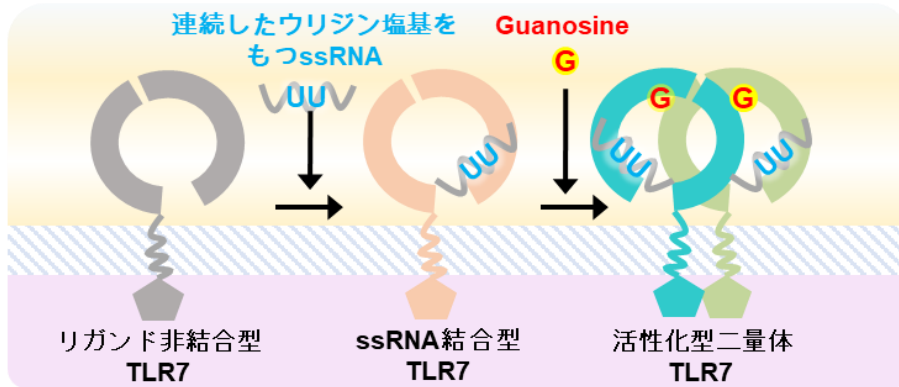 連続したウリジン塩基を
もつssRNA
Guanosine
G
UU
UU
G
G
UU
UU
リガンド非結合型
TLR7
ssRNA結合型
TLR7
活性化型二量体
TLR7